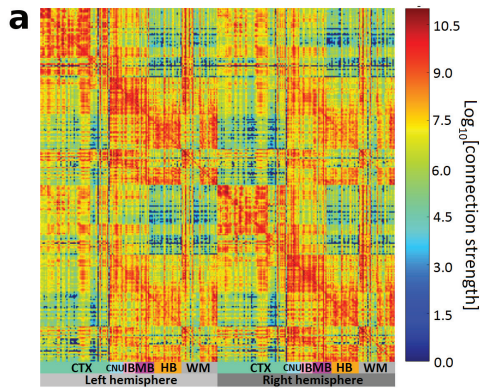 a
10.5
9.0
7.5
6.0
4.5
3.0
1.5
0.0
Log10[connection strength]
CTX CNU IB MB HB WM CTX CNU IB MB HB WM
Left hemisphere Right hemisphere